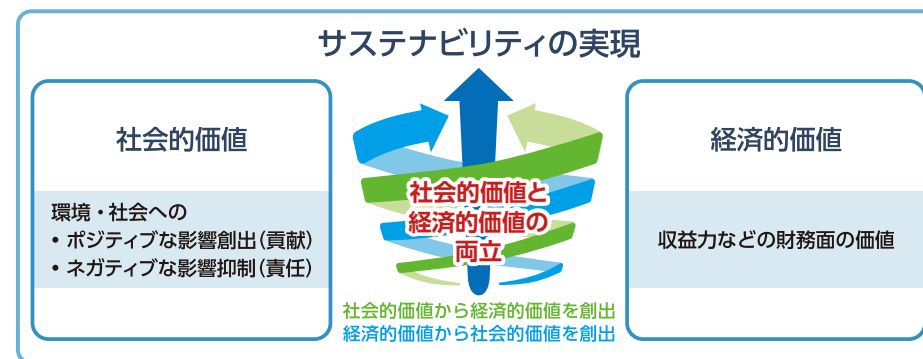 サステナビリティの実現
社会的価値
環境・社会への
• ポジティブな影響創出（貢献）
• ネガティブな影響抑制（責任）
社会的価値と
経済的価値の
両立
社会的価値から経済的価値を創出
経済的価値から社会的価値を創出
経済的価値
収益力などの財務面の価値